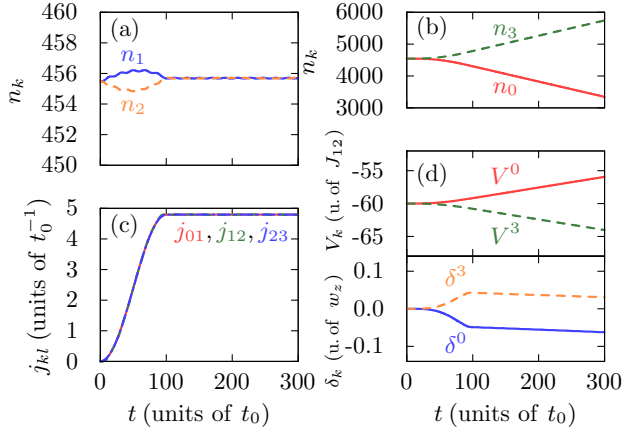 460
458
456
454
452
450
n_k
(a)
n_1
n_2
6000
5000
4000
3000
n_k
(b)
n_3
n_0
5
4
3
2
1
0
j_{kl} (units of t_0^{-1})
(c)
j_{01}, j_{12}, j_{23}
0 100 200 300
t (units of t_0)
-55
-60
-65
V_k (u. of J_{12})
(d)
V^0
V^3
0.1
0.0
-0.1
δ_k (u. of w_z)
δ^3
δ^0
0 100 200 300
t (units of t_0)